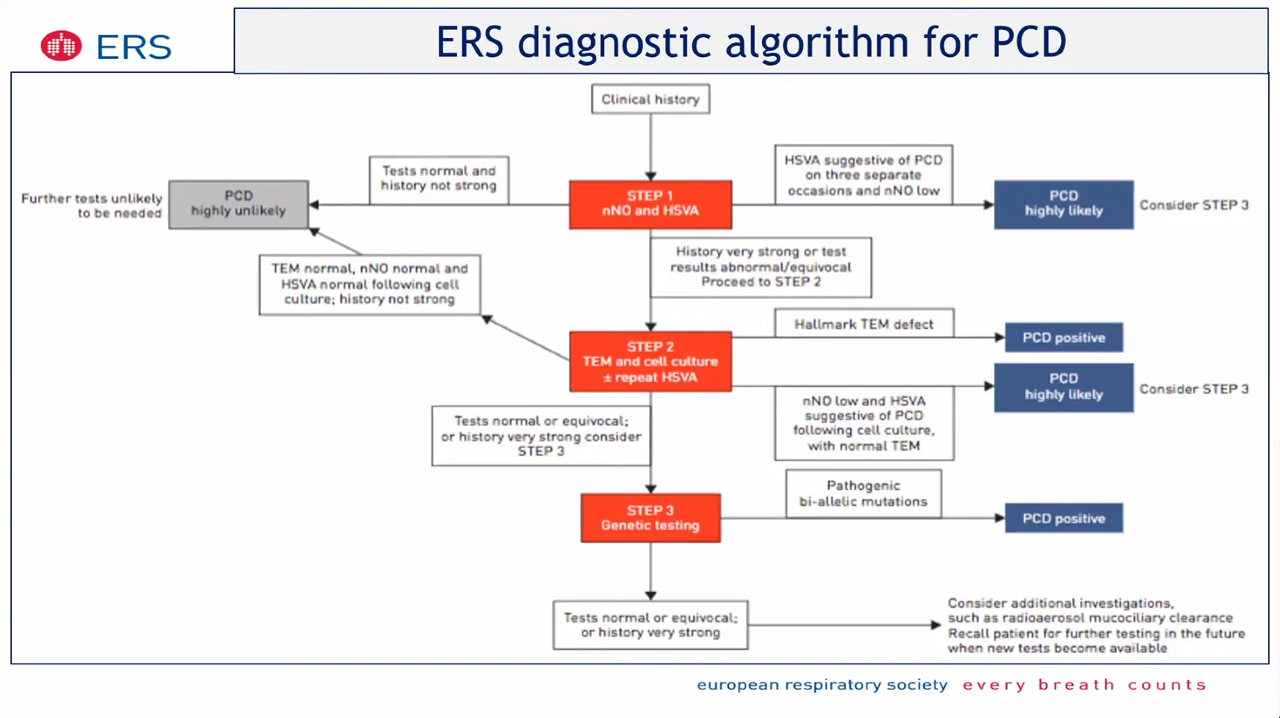 ERS
ERS diagnostic algorithm for PCD
Clinical history
Tests normal and
history not strong
HSVA suggestive of PCD
on three separate
occasions and nNO low
Further tests unlikely
to be needed
PCD
highly unlikely
STEP 1
nNO and HSVA
PCD
highly likely
Consider STEP 3
History very strong or test
results abnormal/equivocal
Proceed to STEP 2
TEM normal, nNO normal and
HSVA normal following cell
culture; history not strong
Hallmark TEM defect
STEP 2
TEM and cell culture
± repeat HSVA
PCD positive
PCD
highly likely
Consider STEP 3
nNO low and HSVA
suggestive of PCD
following cell culture,
with normal TEM
Tests normal or equivocal;
or history very strong consider
STEP 3
Pathogenic
bi-allelic mutations
STEP 3
Genetic testing
PCD positive
Tests normal or equivocal;
or history very strong
Consider additional investigations,
such as radioaerosol mucociliary clearance
Recall patient for further testing in the future
when new tests become available
european respiratory society every breath counts